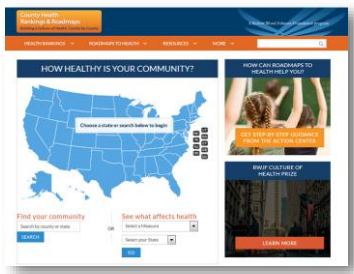 County Health
Rankings & Roadmaps
Building a Culture of Health, County by County
A Robert Wood Johnson Foundation program
HEALTH RANKINGS
ROADMAPS TO HEALTH
RESOURCES
MORE
HOW HEALTHY IS YOUR COMMUNITY?
Choose a state or search below to begin
Find your community
Search by county or state
SEARCH
OR
See what affects health
Select a Measure
Select your State
GO
HOW CAN ROADMAPS TO
HEALTH HELP YOU?
GET STEP-BY-STEP GUIDANCE
FROM THE ACTION CENTER
RWJF CULTURE OF
HEALTH PRIZE
LEARN MORE